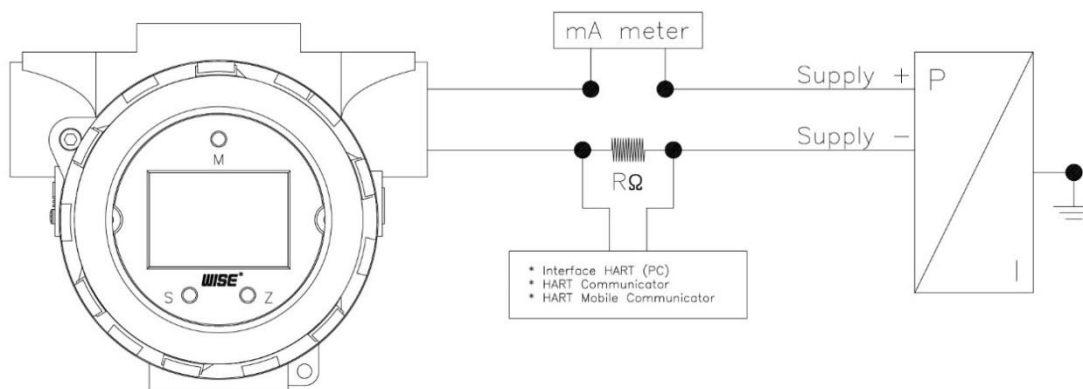 mA meter
Supply +
P
M
Supply -
RΩ
WISE®
S
Z
* Interface HART (PC)
* HART Communicator
* HART Mobile Communicator
I